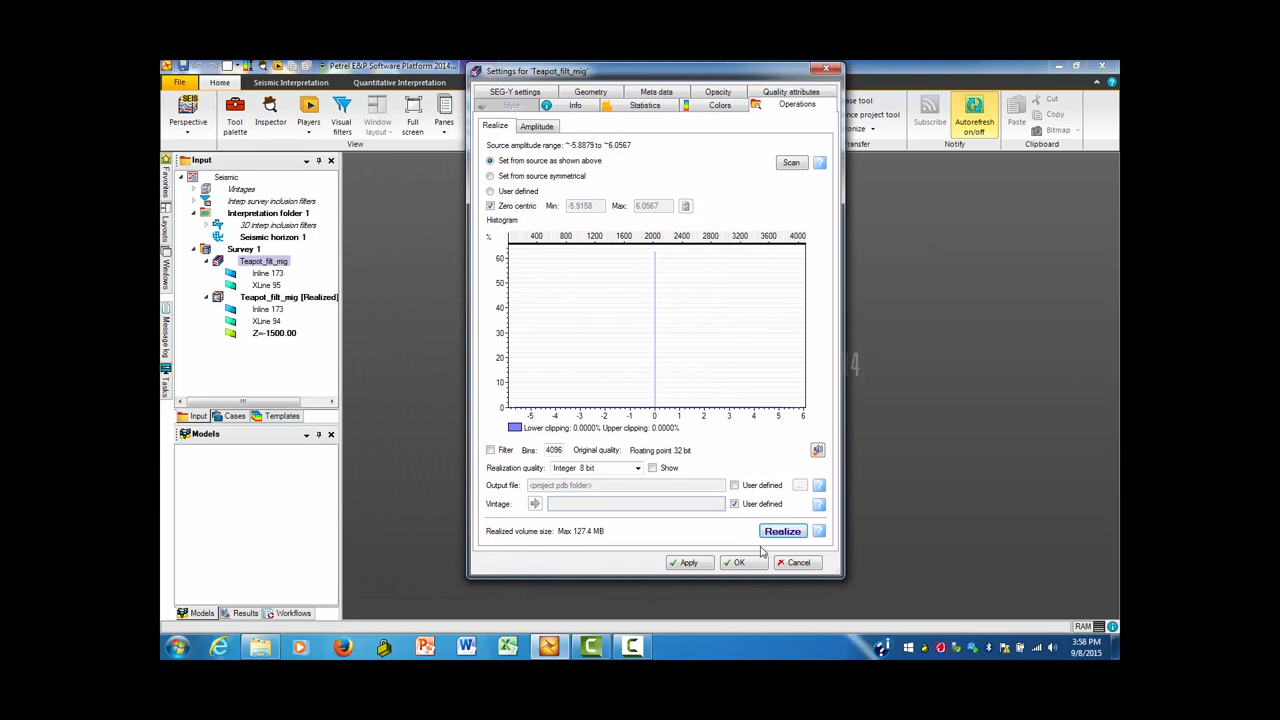 Petrel E&P Software Platform 2014...
File Home Seismic Interpretation Quantitative Interpretation
Perspective
Tool palette
Inspector
Players
Visual filters
Window layout
Full screen
Panes
View
Subscribe
Autorefresh on/off
Notify
Paste
Cut
Copy
Bitmap
Clipboard
Input
Seismic
Vintages
Interp survey inclusion filters
Interpretation folder 1
3D interp inclusion filters
Seismic horizon 1
Survey 1
Teapot_filt_mig
Inline 173
XLine 95
Teapot_filt_mig [Realized]
Inline 173
XLine 94
Z=-1500.00
Input Cases Templates
Models
Models Results Workflows
Favorites
Layouts
Windows
Message log
Tasks
Settings for 'Teapot_filt_mig'
SEG-Y settings Geometry Meta data Opacity Quality attributes
Style Info Statistics Colors Operations
Realize Amplitude
Source amplitude range: ~-5.8879 to ~6.0567
Set from source as shown above
Scan
Set from source symmetrical
User defined
Zero centric Min: -5.9158 Max: 6.0567
Histogram
% 400 800 1200 1600 2000 2400 2800 3200 3600 4000
60
50
40
30
20
10
0
-5 -4 -3 -2 -1 0 1 2 3 4 5 6
Lower clipping: 0.0000% Upper clipping: 0.0000%
Filter Bins: 4096 Original quality: Floating point 32 bit
Realization quality: Integer 8 bit Show
Output file: <project pdb folder> User defined ...
Vintage: User defined
Realized volume size: Max 127.4 MB Realize
Apply OK Cancel
RAM
3:58 PM
9/8/2015